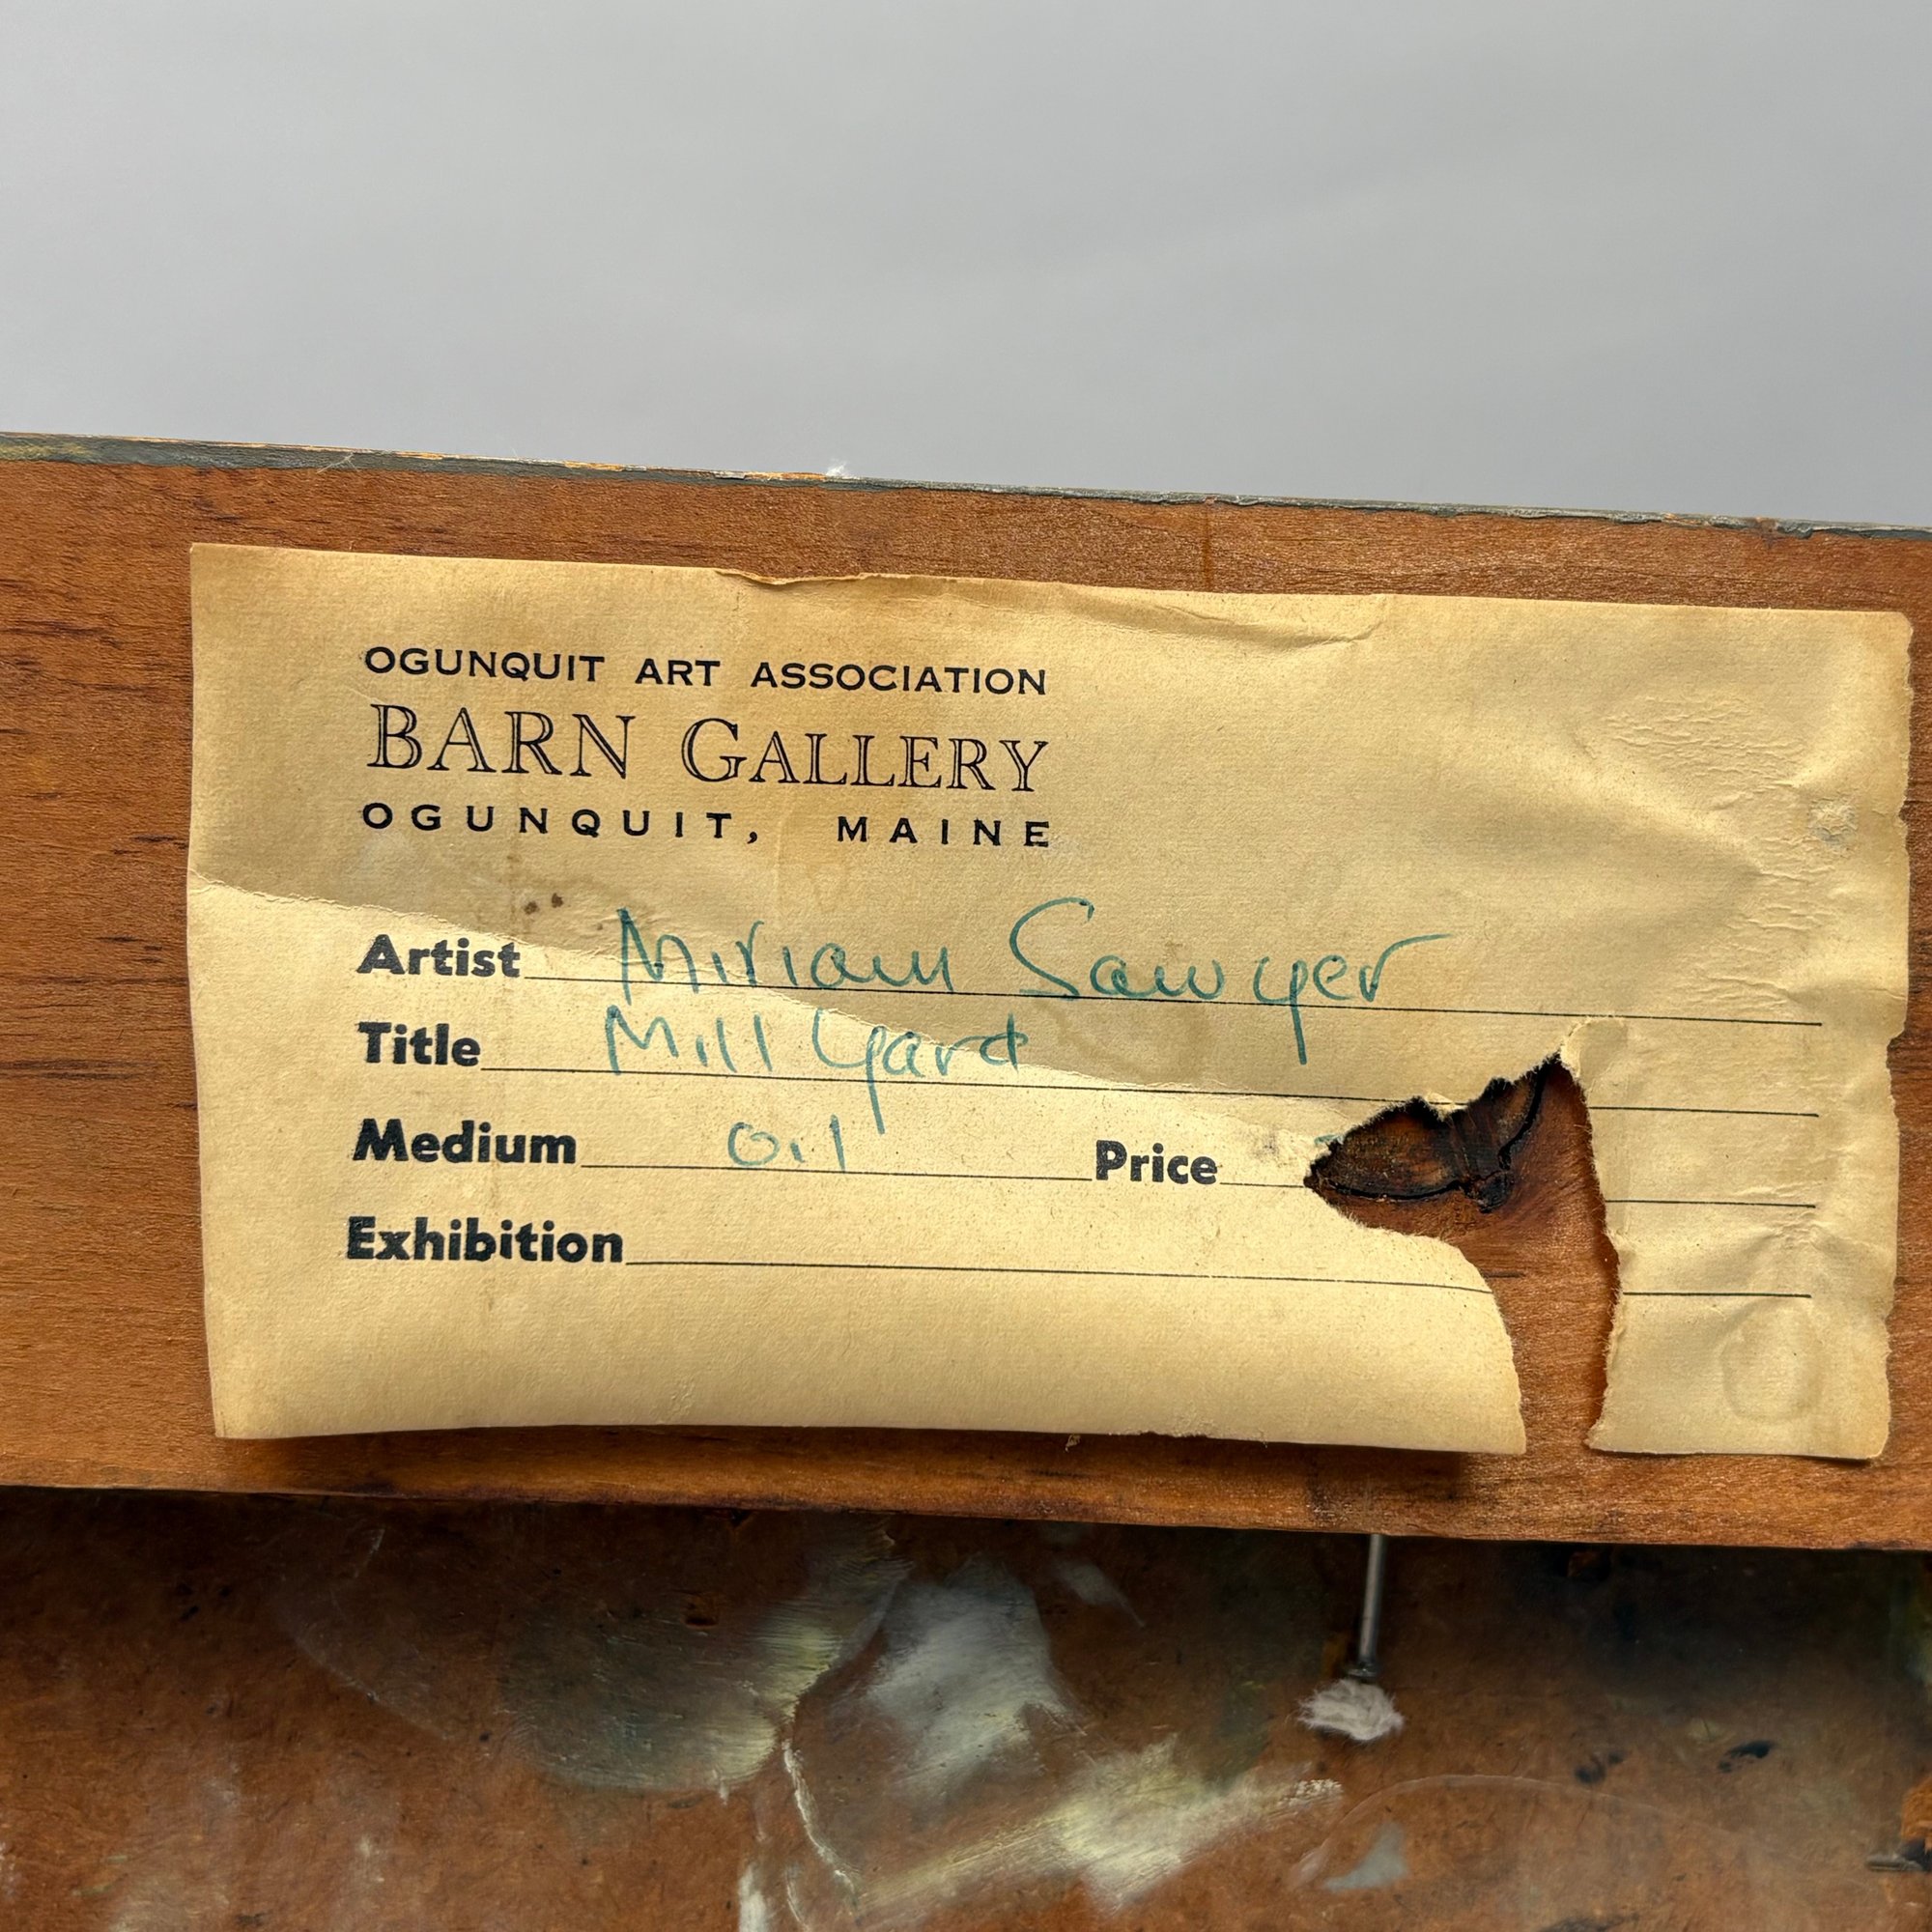 OGUNQUIT ART ASSOCIATION
BARN GALLERY
OGUNQUIT, MAINE
Artist Miriam Sawyer
Title Mill Yard
Medium Oil Price
Exhibition